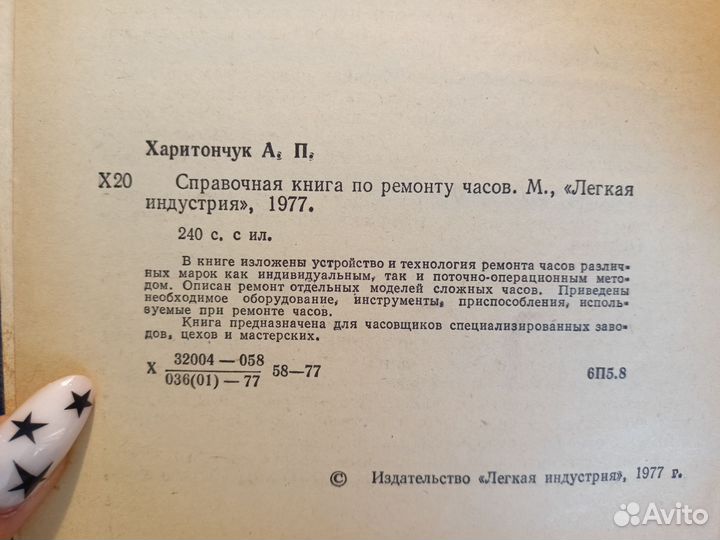 Харитончук А. П.
Х20 Справочная книга по ремонту часов. М., «Легкая
индустрия», 1977.
240 с. с ил.
В книге изложены устройство и технология ремонта часов различ-
ных марок как индивидуальным, так и поточно-операционным мето-
дом. Описан ремонт отдельных моделей сложных часов. Приведены
необходимое оборудование, инструменты, приспособления, исполь-
зуемые при ремонте часов.
Книга предназначена для часовщиков специализированных заво-
дов, цехов и мастерских.
Х 32004—058
036(01)—77 58—77 6П5.8
© Издательство «Легкая индустрия», 1977 г.
Avito